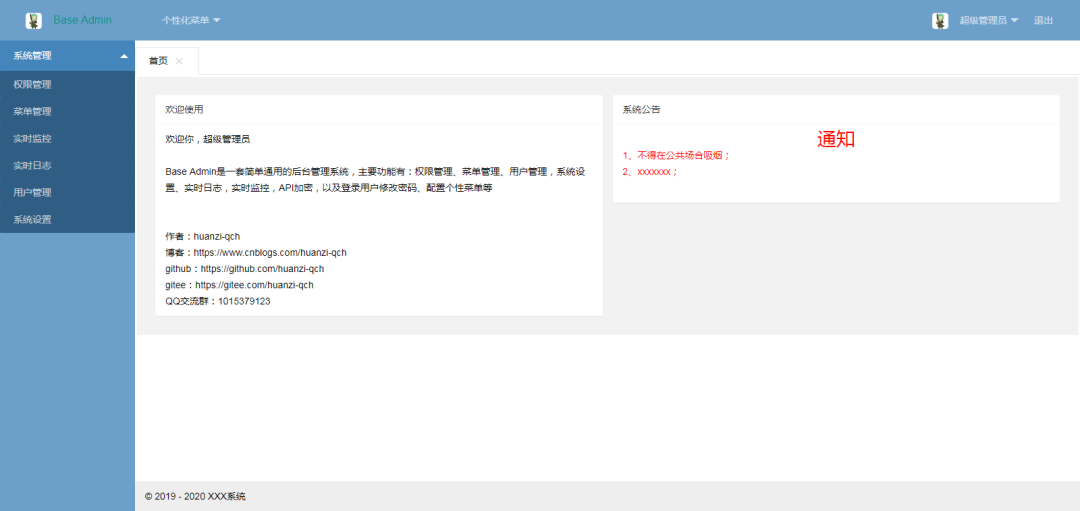 Base Admin
个性化菜单
超级管理员
退出
系统管理
权限管理
菜单管理
实时监控
实时日志
用户管理
系统设置
首页
欢迎使用
欢迎你，超级管理员
Base Admin是一套简单通用的后台管理系统，主要功能有：权限管理、菜单管理、用户管理，系统设
置、实时日志，实时监控，API加密，以及登录用户修改密码、配置个性菜单等
作者：huanzi-qch
博客：https://www.cnblogs.com/huanzi-qch
github：https://github.com/huanzi-qch
gitee：https://gitee.com/huanzi-qch
QQ交流群：1015379123
系统公告
通知
1、不得在公共场合吸烟；
2、xxxxxxx；
© 2019 - 2020 XXX系统